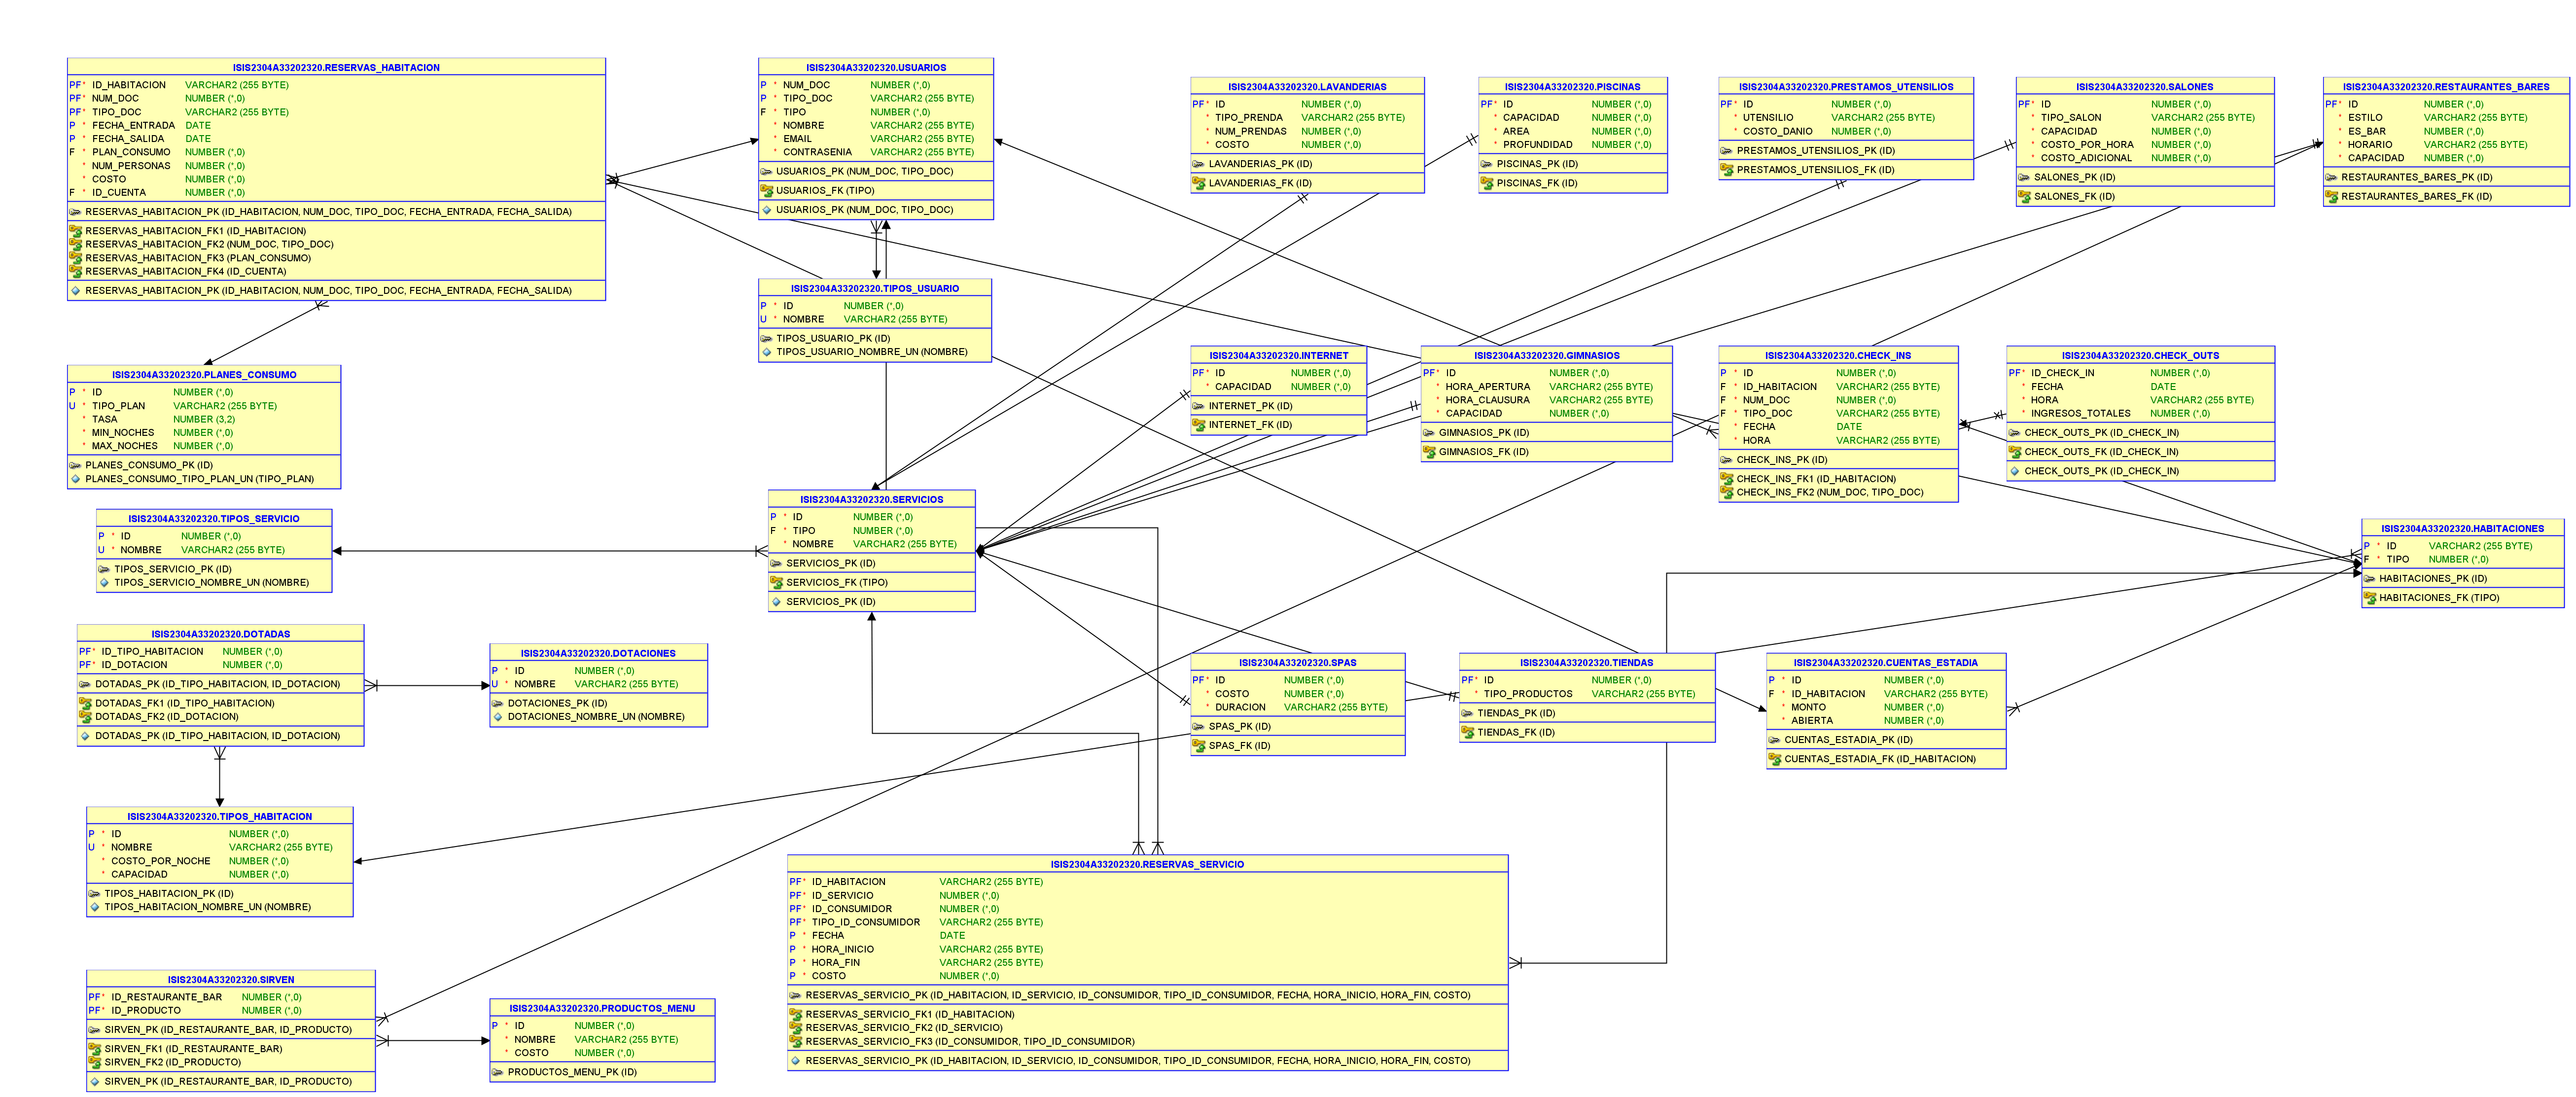 ISIS2304A33202320.RESERVAS_HABITACION
PF* ID_HABITACION VARCHAR2 (255 BYTE)
PF* NUM_DOC NUMBER (*,0)
PF* TIPO_DOC VARCHAR2 (255 BYTE)
P * FECHA_ENTRADA DATE
P * FECHA_SALIDA DATE
F * PLAN_CONSUMO NUMBER (*,0)
* NUM_PERSONAS NUMBER (*,0)
* COSTO NUMBER (*,0)
F * ID_CUENTA NUMBER (*,0)
RESERVAS_HABITACION_PK (ID_HABITACION, NUM_DOC, TIPO_DOC, FECHA_ENTRADA, FECHA_SALIDA)
RESERVAS_HABITACION_FK1 (ID_HABITACION)
RESERVAS_HABITACION_FK2 (NUM_DOC, TIPO_DOC)
RESERVAS_HABITACION_FK3 (PLAN_CONSUMO)
RESERVAS_HABITACION_FK4 (ID_CUENTA)
RESERVAS_HABITACION_PK (ID_HABITACION, NUM_DOC, TIPO_DOC, FECHA_ENTRADA, FECHA_SALIDA)
ISIS2304A33202320.USUARIOS
P * NUM_DOC NUMBER (*,0)
P * TIPO_DOC VARCHAR2 (255 BYTE)
F * TIPO NUMBER (*,0)
* NOMBRE VARCHAR2 (255 BYTE)
* EMAIL VARCHAR2 (255 BYTE)
* CONTRASENIA VARCHAR2 (255 BYTE)
USUARIOS_PK (NUM_DOC, TIPO_DOC)
USUARIOS_FK (TIPO)
USUARIOS_PK (NUM_DOC, TIPO_DOC)
ISIS2304A33202320.LAVANDERIAS
PF* ID NUMBER (*,0)
* TIPO_PRENDA VARCHAR2 (255 BYTE)
* NUM_PRENDAS NUMBER (*,0)
* COSTO NUMBER (*,0)
LAVANDERIAS_PK (ID)
LAVANDERIAS_FK (ID)
ISIS2304A33202320.PISCINAS
PF* ID NUMBER (*,0)
* CAPACIDAD NUMBER (*,0)
* AREA NUMBER (*,0)
* PROFUNDIDAD NUMBER (*,0)
PISCINAS_PK (ID)
PISCINAS_FK (ID)
ISIS2304A33202320.PRESTAMOS_UTENSILIOS
PF* ID NUMBER (*,0)
* UTENSILIO VARCHAR2 (255 BYTE)
* COSTO_DANIO NUMBER (*,0)
PRESTAMOS_UTENSILIOS_PK (ID)
PRESTAMOS_UTENSILIOS_FK (ID)
ISIS2304A33202320.SALONES
PF* ID NUMBER (*,0)
* TIPO_SALON VARCHAR2 (255 BYTE)
* CAPACIDAD NUMBER (*,0)
* COSTO_POR_HORA NUMBER (*,0)
* COSTO_ADICIONAL NUMBER (*,0)
SALONES_PK (ID)
SALONES_FK (ID)
ISIS2304A33202320.RESTAURANTES_BARES
PF* ID NUMBER (*,0)
* ESTILO VARCHAR2 (255 BYTE)
* ES_BAR NUMBER (*,0)
* HORARIO VARCHAR2 (255 BYTE)
* CAPACIDAD NUMBER (*,0)
RESTAURANTES_BARES_PK (ID)
RESTAURANTES_BARES_FK (ID)
ISIS2304A33202320.TIPOS_USUARIO
P * ID NUMBER (*,0)
U * NOMBRE VARCHAR2 (255 BYTE)
TIPOS_USUARIO_PK (ID)
TIPOS_USUARIO_NOMBRE_UN (NOMBRE)
ISIS2304A33202320.PLANES_CONSUMO
P * ID NUMBER (*,0)
U * TIPO_PLAN VARCHAR2 (255 BYTE)
* TASA NUMBER (3,2)
* MIN_NOCHES NUMBER (*,0)
* MAX_NOCHES NUMBER (*,0)
PLANES_CONSUMO_PK (ID)
PLANES_CONSUMO_TIPO_PLAN_UN (TIPO_PLAN)
ISIS2304A33202320.INTERNET
PF* ID NUMBER (*,0)
* CAPACIDAD NUMBER (*,0)
INTERNET_PK (ID)
INTERNET_FK (ID)
ISIS2304A33202320.GIMNASIOS
PF* ID NUMBER (*,0)
* HORA_APERTURA VARCHAR2 (255 BYTE)
* HORA_CLAUSURA VARCHAR2 (255 BYTE)
* CAPACIDAD NUMBER (*,0)
GIMNASIOS_PK (ID)
GIMNASIOS_FK (ID)
ISIS2304A33202320.CHECK_INS
P * ID NUMBER (*,0)
F * ID_HABITACION VARCHAR2 (255 BYTE)
F * NUM_DOC NUMBER (*,0)
F * TIPO_DOC VARCHAR2 (255 BYTE)
* FECHA DATE
* HORA VARCHAR2 (255 BYTE)
CHECK_INS_PK (ID)
CHECK_INS_FK1 (ID_HABITACION)
CHECK_INS_FK2 (NUM_DOC, TIPO_DOC)
ISIS2304A33202320.CHECK_OUTS
PF* ID_CHECK_IN NUMBER (*,0)
* FECHA DATE
* HORA VARCHAR2 (255 BYTE)
* INGRESOS_TOTALES NUMBER (*,0)
CHECK_OUTS_PK (ID_CHECK_IN)
CHECK_OUTS_FK (ID_CHECK_IN)
CHECK_OUTS_PK (ID_CHECK_IN)
ISIS2304A33202320.SERVICIOS
P * ID NUMBER (*,0)
F * TIPO NUMBER (*,0)
* NOMBRE VARCHAR2 (255 BYTE)
SERVICIOS_PK (ID)
SERVICIOS_FK (TIPO)
SERVICIOS_PK (ID)
ISIS2304A33202320.TIPOS_SERVICIO
P * ID NUMBER (*,0)
U * NOMBRE VARCHAR2 (255 BYTE)
TIPOS_SERVICIO_PK (ID)
TIPOS_SERVICIO_NOMBRE_UN (NOMBRE)
ISIS2304A33202320.HABITACIONES
P * ID VARCHAR2 (255 BYTE)
F * TIPO NUMBER (*,0)
HABITACIONES_PK (ID)
HABITACIONES_FK (TIPO)
ISIS2304A33202320.DOTADAS
PF* ID_TIPO_HABITACION NUMBER (*,0)
PF* ID_DOTACION NUMBER (*,0)
DOTADAS_PK (ID_TIPO_HABITACION, ID_DOTACION)
DOTADAS_FK1 (ID_TIPO_HABITACION)
DOTADAS_FK2 (ID_DOTACION)
DOTADAS_PK (ID_TIPO_HABITACION, ID_DOTACION)
ISIS2304A33202320.DOTACIONES
P * ID NUMBER (*,0)
U * NOMBRE VARCHAR2 (255 BYTE)
DOTACIONES_PK (ID)
DOTACIONES_NOMBRE_UN (NOMBRE)
ISIS2304A33202320.SPAS
PF* ID NUMBER (*,0)
* COSTO NUMBER (*,0)
* DURACION VARCHAR2 (255 BYTE)
SPAS_PK (ID)
SPAS_FK (ID)
ISIS2304A33202320.TIENDAS
PF* ID NUMBER (*,0)
* TIPO_PRODUCTOS VARCHAR2 (255 BYTE)
TIENDAS_PK (ID)
TIENDAS_FK (ID)
ISIS2304A33202320.CUENTAS_ESTADIA
P * ID NUMBER (*,0)
F * ID_HABITACION VARCHAR2 (255 BYTE)
* MONTO NUMBER (*,0)
* ABIERTA NUMBER (*,0)
CUENTAS_ESTADIA_PK (ID)
CUENTAS_ESTADIA_FK (ID_HABITACION)
ISIS2304A33202320.TIPOS_HABITACION
P * ID NUMBER (*,0)
U * NOMBRE VARCHAR2 (255 BYTE)
* COSTO_POR_NOCHE NUMBER (*,0)
* CAPACIDAD NUMBER (*,0)
TIPOS_HABITACION_PK (ID)
TIPOS_HABITACION_NOMBRE_UN (NOMBRE)
ISIS2304A33202320.RESERVAS_SERVICIO
PF* ID_HABITACION VARCHAR2 (255 BYTE)
PF* ID_SERVICIO NUMBER (*,0)
PF* ID_CONSUMIDOR NUMBER (*,0)
PF* TIPO_ID_CONSUMIDOR VARCHAR2 (255 BYTE)
P * FECHA DATE
P * HORA_INICIO VARCHAR2 (255 BYTE)
P * HORA_FIN VARCHAR2 (255 BYTE)
P * COSTO NUMBER (*,0)
RESERVAS_SERVICIO_PK (ID_HABITACION, ID_SERVICIO, ID_CONSUMIDOR, TIPO_ID_CONSUMIDOR, FECHA, HORA_INICIO, HORA_FIN, COSTO)
RESERVAS_SERVICIO_FK1 (ID_HABITACION)
RESERVAS_SERVICIO_FK2 (ID_SERVICIO)
RESERVAS_SERVICIO_FK3 (ID_CONSUMIDOR, TIPO_ID_CONSUMIDOR)
RESERVAS_SERVICIO_PK (ID_HABITACION, ID_SERVICIO, ID_CONSUMIDOR, TIPO_ID_CONSUMIDOR, FECHA, HORA_INICIO, HORA_FIN, COSTO)
ISIS2304A33202320.SIRVEN
PF* ID_RESTAURANTE_BAR NUMBER (*,0)
PF* ID_PRODUCTO NUMBER (*,0)
SIRVEN_PK (ID_RESTAURANTE_BAR, ID_PRODUCTO)
SIRVEN_FK1 (ID_RESTAURANTE_BAR)
SIRVEN_FK2 (ID_PRODUCTO)
SIRVEN_PK (ID_RESTAURANTE_BAR, ID_PRODUCTO)
ISIS2304A33202320.PRODUCTOS_MENU
P * ID NUMBER (*,0)
* NOMBRE VARCHAR2 (255 BYTE)
* COSTO NUMBER (*,0)
PRODUCTOS_MENU_PK (ID)